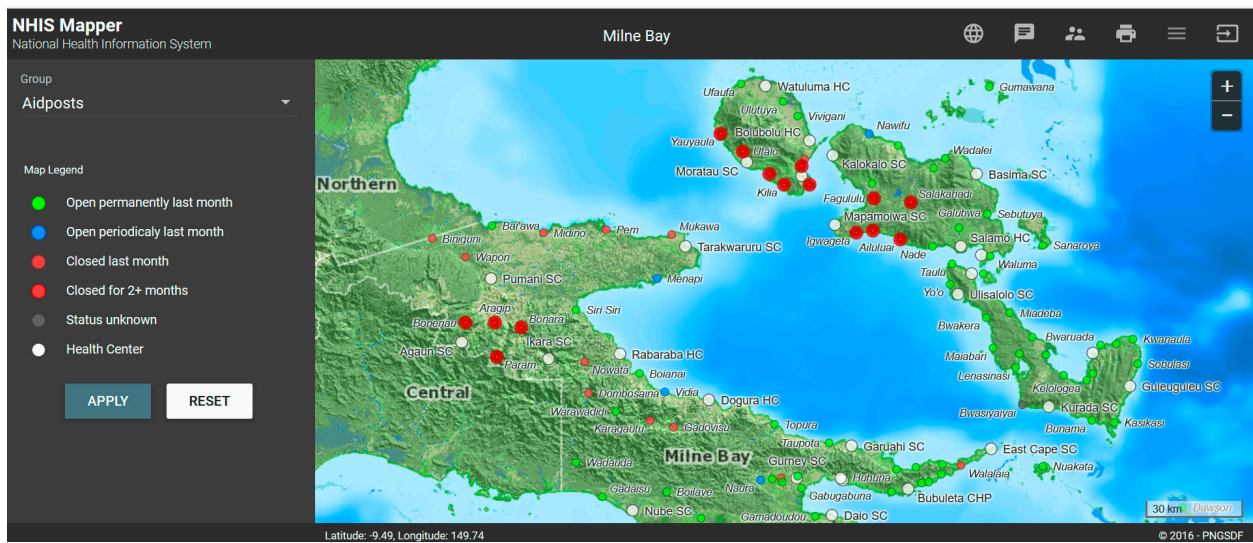 NHIS Mapper
National Health Information System
Milne Bay
Group
Aidposts
Map Legend
Open permanently last month
Open periodicaly last month
Closed last month
Closed for 2+ months
Status unknown
Health Center
APPLY
RESET
+
−
Ufaufa
Watuluma HC
Gumawana
Ulutuya
Vivigani
Yauyaula
Bolubolu HC
Nawifu
Utalo
Wadalei
Moratau SC
Kalokalo SC
Basima SC
Northern
Kilia
Fagululu
Salakahadi
Mapamoiwa SC
Galubwa
Sebutuya
Bai'awa
Midino
Pem
Mukawa
Igwageta
Ailuluai
Salamo HC
Biniguni
Tarakwaruru SC
Nade
Sanaroya
Wapon
Waluma
Pumani SC
Menapi
Taulu
Yo'o
Ulisalolo SC
Aragip
Siri Siri
Miadeba
Bonenau
Bonara
Bwakera
Ikara SC
Bwaruada
Kwanaula
Agaun SC
Rabaraba HC
Maiabari
Param
Nowata
Boianai
Lenasinasi
Sobulasi
Central
Dombosaina
Vidia
Kelologea
Guleuguleu SC
Dogura HC
Warawadidi
Bwasiyaiyai
Kurada SC
Karagautu
Gadovisu
Topura
Bunama
Kasikasi
Taupota
Garuahi SC
East Cape SC
Milne Bay
Gurney SC
Wadauda
Walalaia
Nuakata
Naura
Huhuna
Gadaisu
Boilave
Gabugabuna
Bubuleta CHP
Nube SC
Gamadoudou
Daio SC
30 km
Dawson
Latitude: -9.49, Longitude: 149.74
© 2016 - PNGSDF